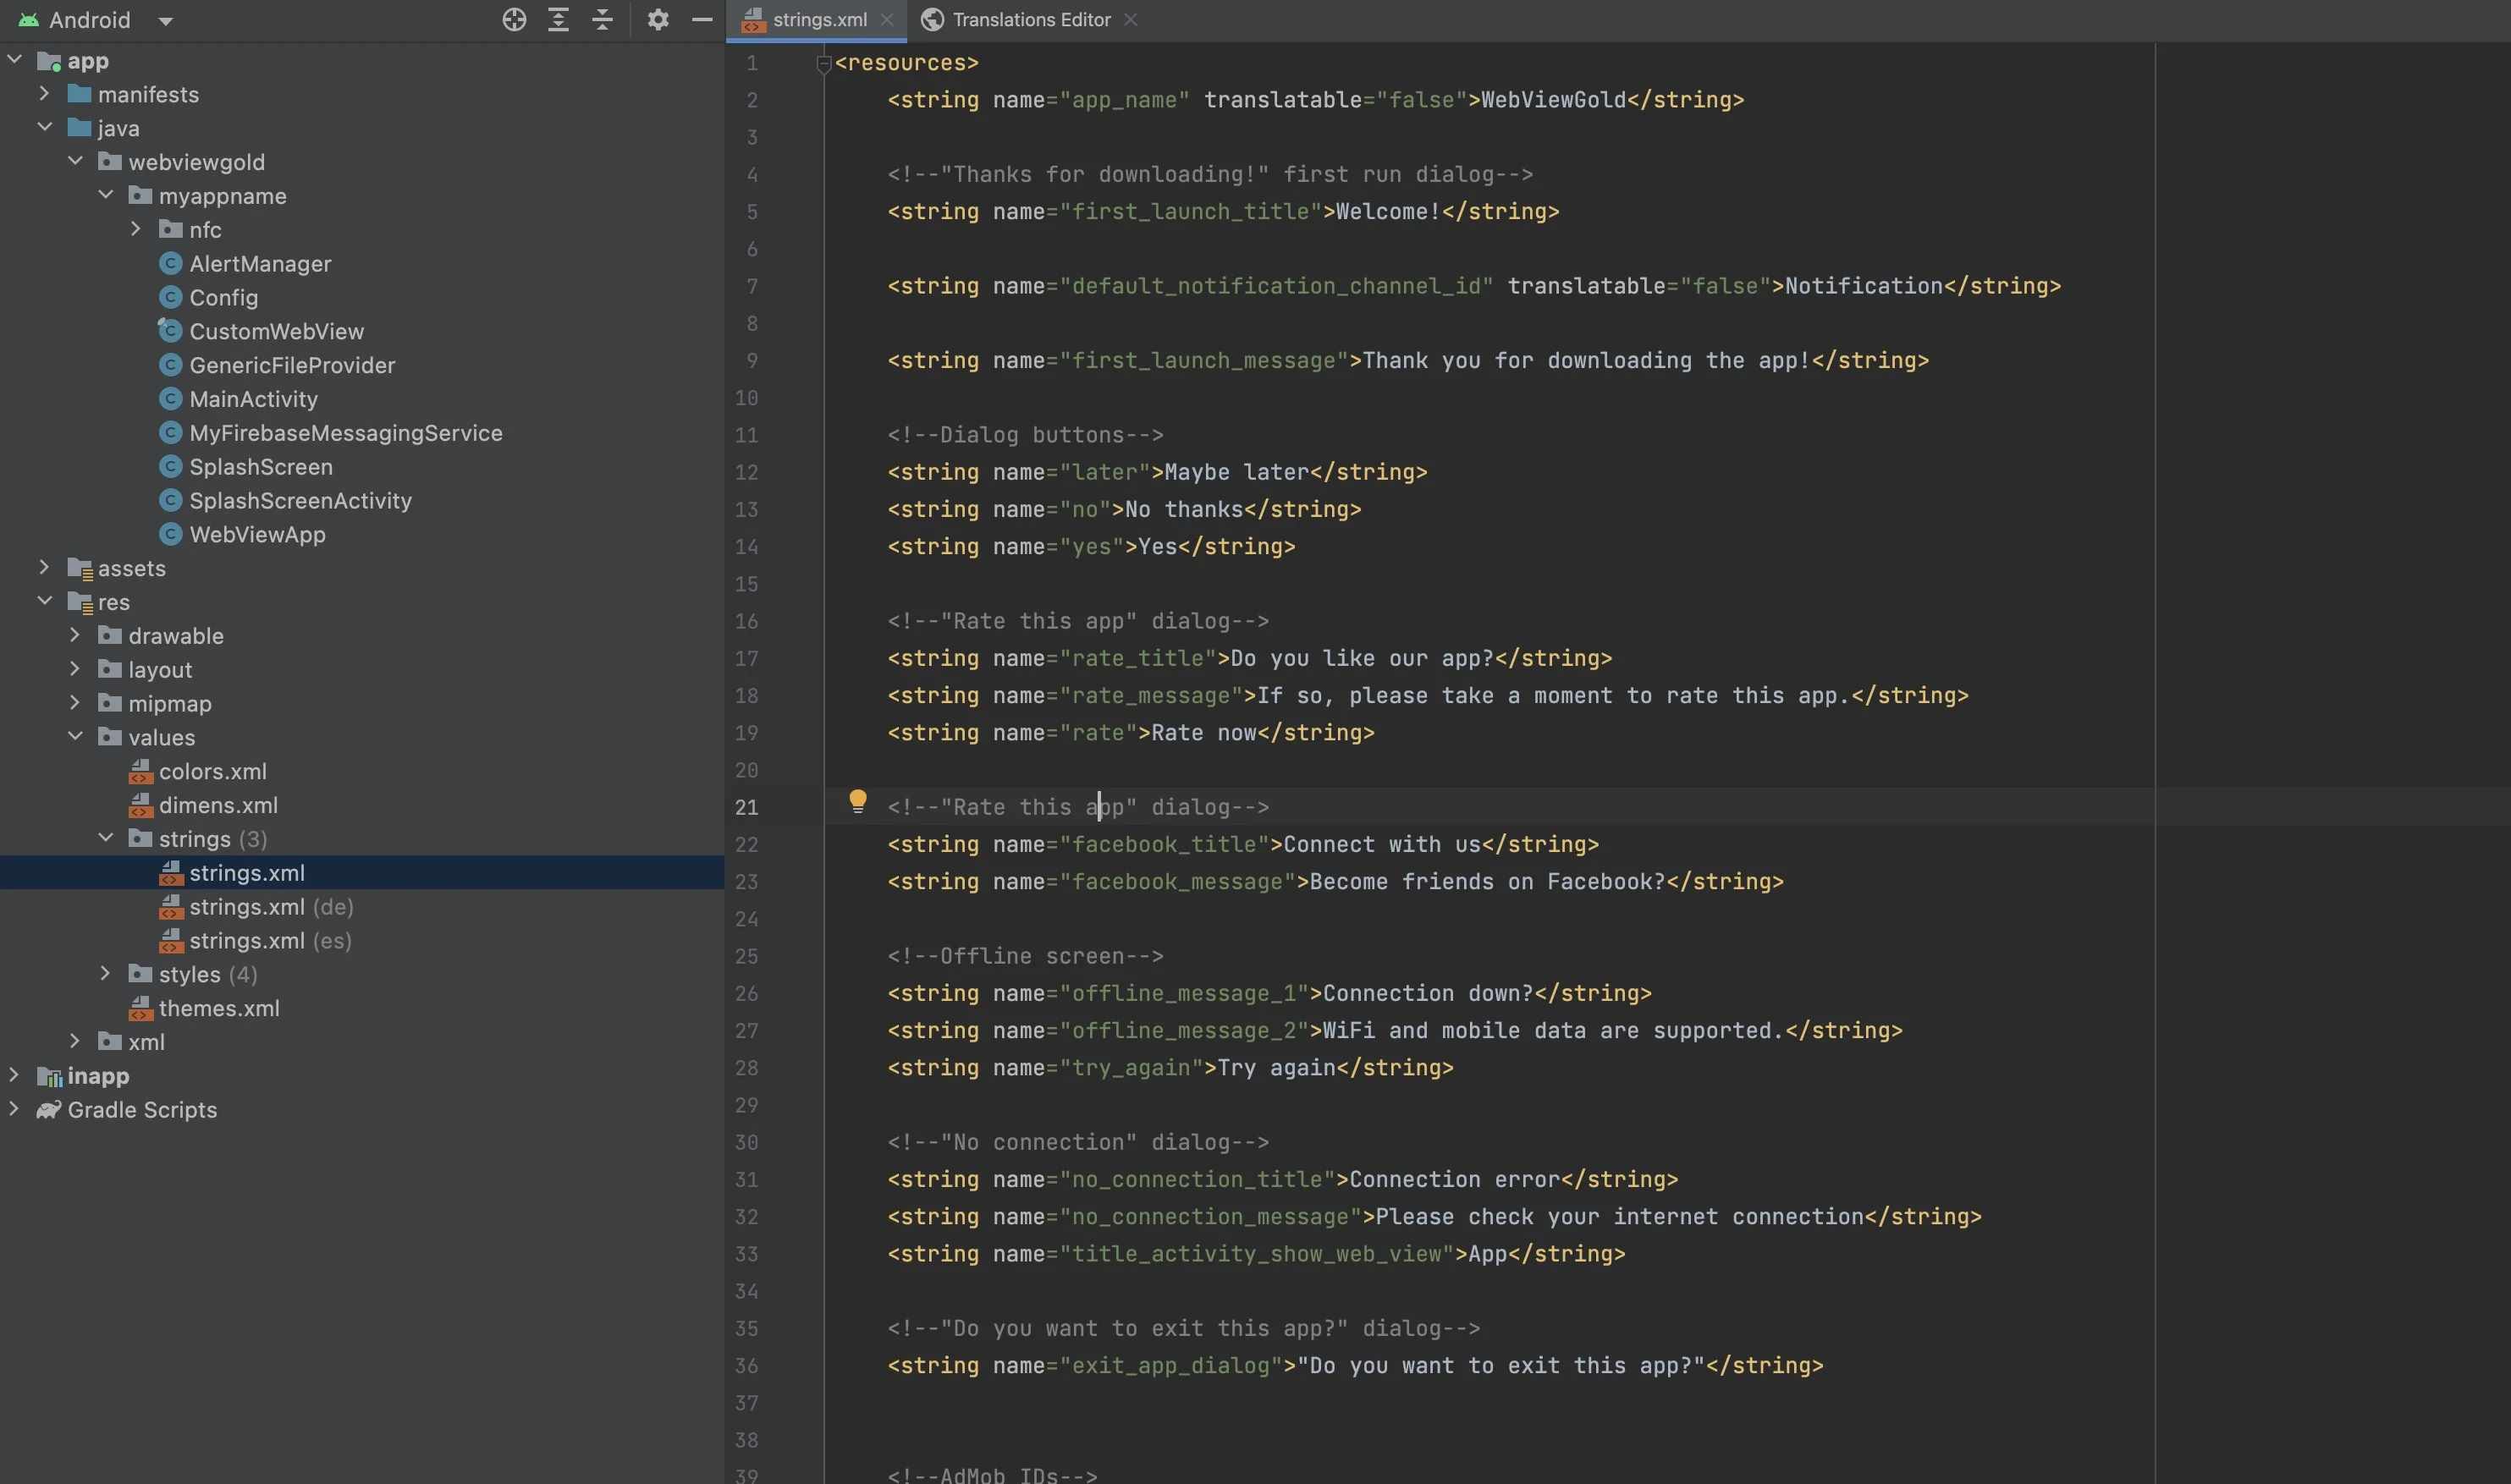 Android
app
manifests
java
webviewgold
myappname
nfc
AlertManager
Config
CustomWebView
GenericFileProvider
MainActivity
MyFirebaseMessagingService
SplashScreen
SplashScreenActivity
WebViewApp
assets
res
drawable
layout
mipmap
values
colors.xml
dimens.xml
strings (3)
strings.xml
strings.xml (de)
strings.xml (es)
styles (4)
themes.xml
xml
inapp
Gradle Scripts
strings.xml
Translations Editor
1 <resources>
2 <string name="app_name" translatable="false">WebViewGold</string>
3
4 <!--"Thanks for downloading!" first run dialog-->
5 <string name="first_launch_title">Welcome!</string>
6
7 <string name="default_notification_channel_id" translatable="false">Notification</string>
8
9 <string name="first_launch_message">Thank you for downloading the app!</string>
10
11 <!--Dialog buttons-->
12 <string name="later">Maybe later</string>
13 <string name="no">No thanks</string>
14 <string name="yes">Yes</string>
15
16 <!--"Rate this app" dialog-->
17 <string name="rate_title">Do you like our app?</string>
18 <string name="rate_message">If so, please take a moment to rate this app.</string>
19 <string name="rate">Rate now</string>
20
21 <!--"Rate this app" dialog-->
22 <string name="facebook_title">Connect with us</string>
23 <string name="facebook_message">Become friends on Facebook?</string>
24
25 <!--Offline screen-->
26 <string name="offline_message_1">Connection down?</string>
27 <string name="offline_message_2">WiFi and mobile data are supported.</string>
28 <string name="try_again">Try again</string>
29
30 <!--"No connection" dialog-->
31 <string name="no_connection_title">Connection error</string>
32 <string name="no_connection_message">Please check your internet connection</string>
33 <string name="title_activity_show_web_view">App</string>
34
35 <!--"Do you want to exit this app?" dialog-->
36 <string name="exit_app_dialog">"Do you want to exit this app?"</string>
37
38
39 <!--AdMob IDs-->